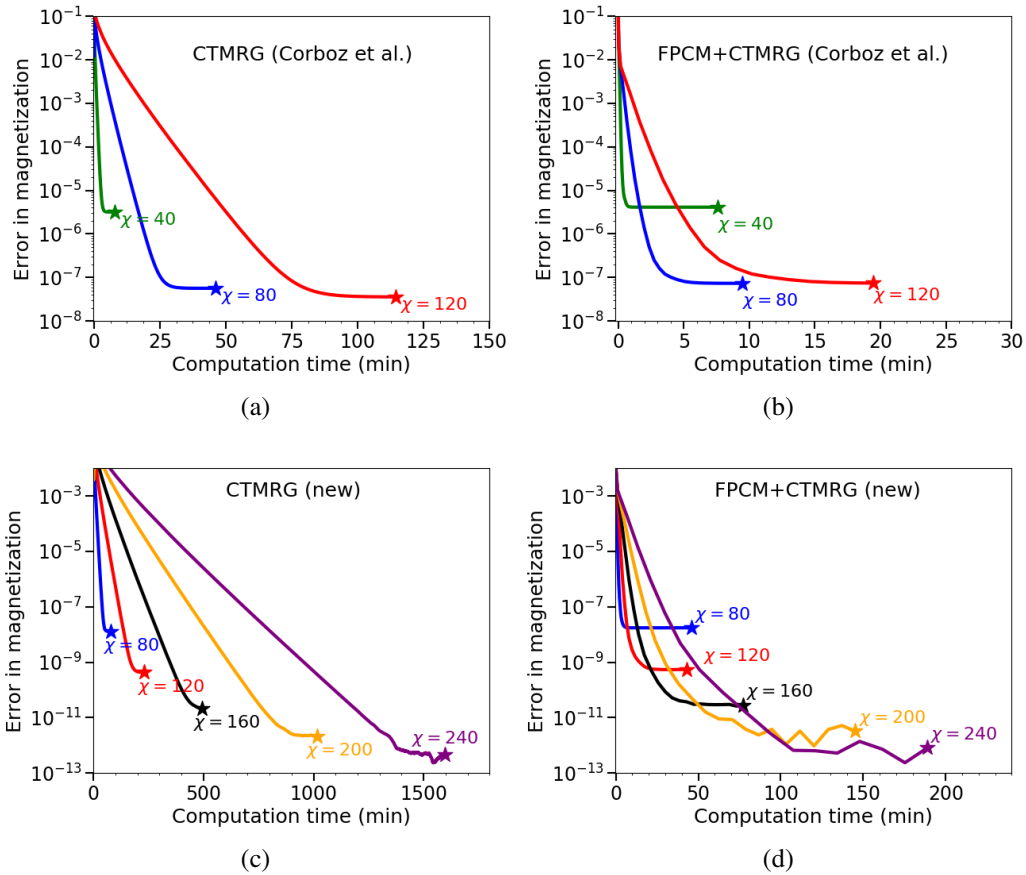 CTMRG (Corboz et al.)
Error in magnetization
10⁻¹
10⁻²
10⁻³
10⁻⁴
10⁻⁵
10⁻⁶
10⁻⁷
10⁻⁸
χ = 40
χ = 80
χ = 120
0 25 50 75 100 125 150
Computation time (min)
(a)
FPCM+CTMRG (Corboz et al.)
Error in magnetization
10⁻¹
10⁻²
10⁻³
10⁻⁴
10⁻⁵
10⁻⁶
10⁻⁷
10⁻⁸
χ = 40
χ = 80
χ = 120
0 5 10 15 20 25 30
Computation time (min)
(b)
CTMRG (new)
Error in magnetization
10⁻³
10⁻⁵
10⁻⁷
10⁻⁹
10⁻¹¹
10⁻¹³
χ = 80
χ = 120
χ = 160
χ = 200
χ = 240
0 500 1000 1500
Computation time (min)
(c)
FPCM+CTMRG (new)
Error in magnetization
10⁻³
10⁻⁵
10⁻⁷
10⁻⁹
10⁻¹¹
10⁻¹³
χ = 80
χ = 120
χ = 160
χ = 200
χ = 240
0 50 100 150 200
Computation time (min)
(d)